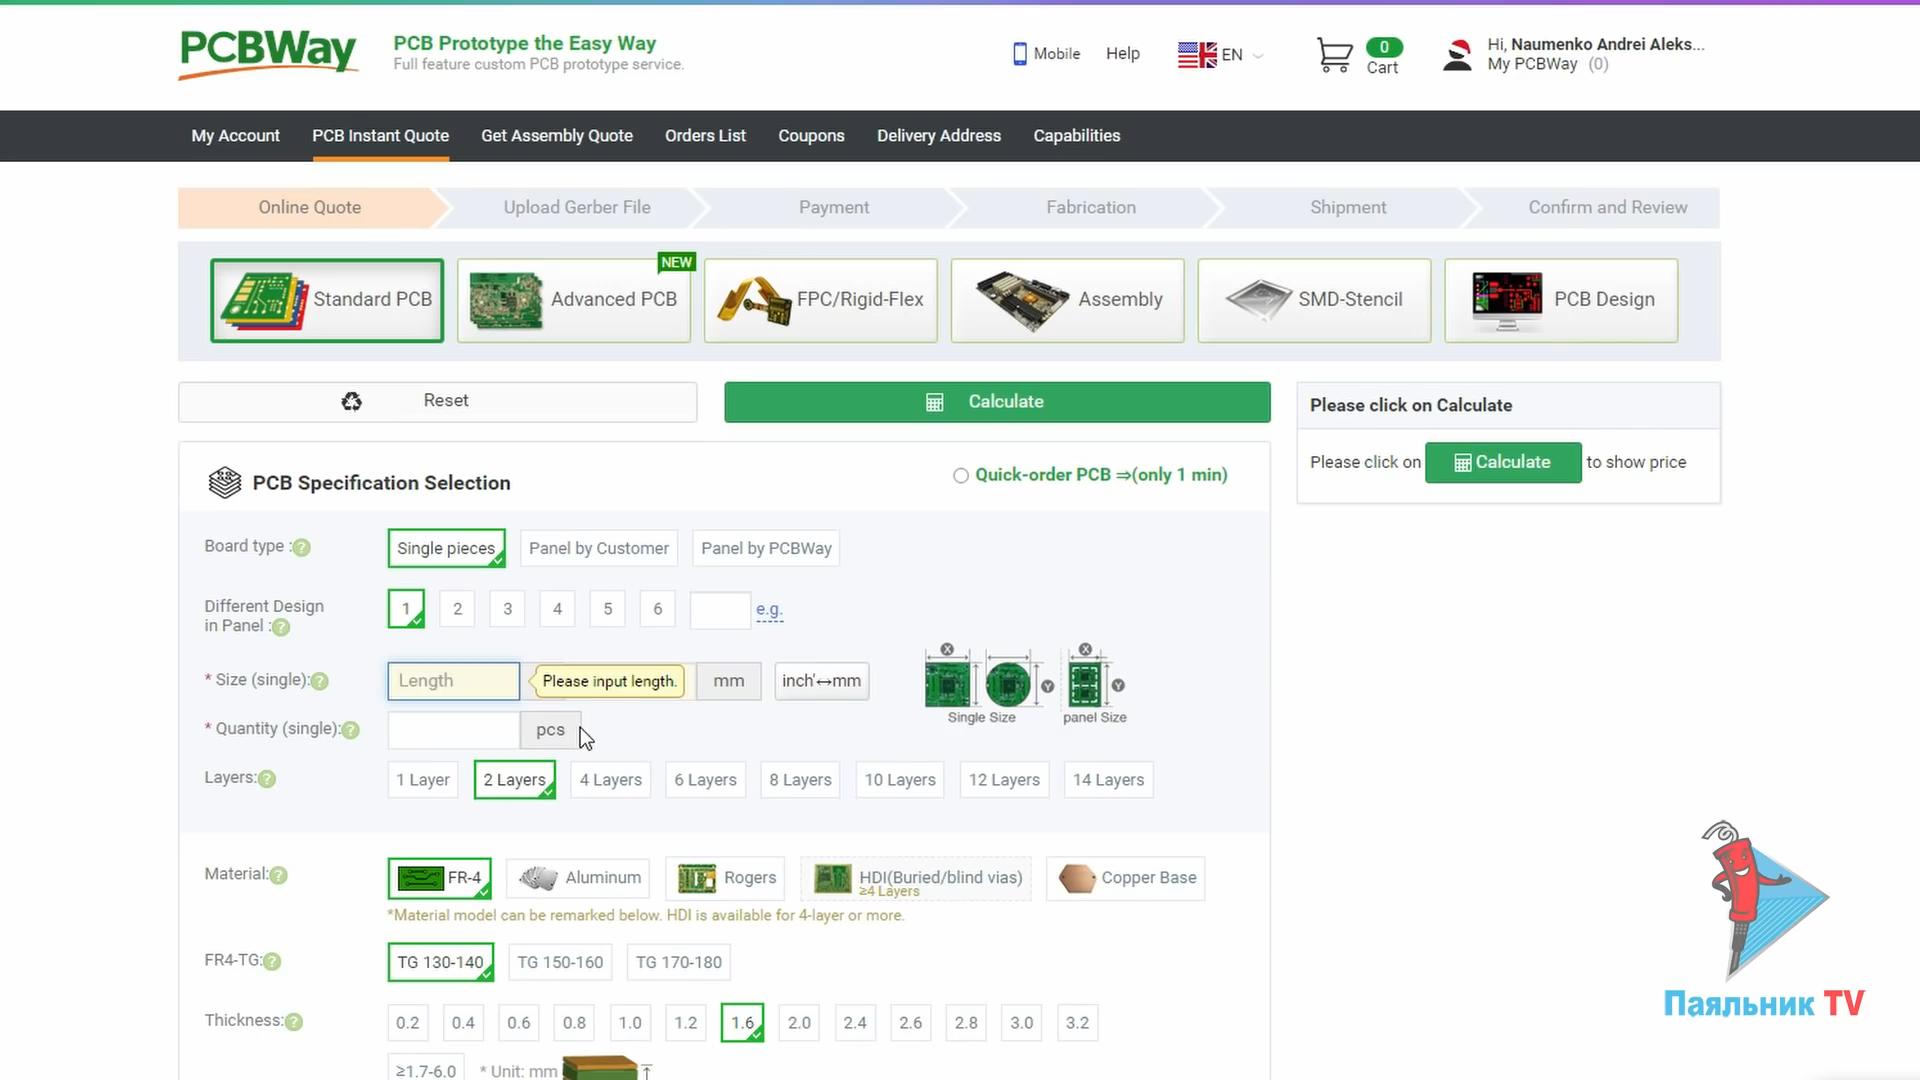 PCBWay
PCB Prototype the Easy Way
Full feature custom PCB prototype service.
Mobile
Help
EN
0
Cart
Hi, Naumenko Andrei Aleks...
My PCBWay (0)
My Account
PCB Instant Quote
Get Assembly Quote
Orders List
Coupons
Delivery Address
Capabilities
Online Quote
Upload Gerber File
Payment
Fabrication
Shipment
Confirm and Review
Standard PCB
NEW
Advanced PCB
FPC/Rigid-Flex
Assembly
SMD-Stencil
PCB Design
Reset
Calculate
Please click on Calculate
Please click on Calculate to show price
PCB Specification Selection
Quick-order PCB ⇒(only 1 min)
Board type :?
Single pieces
Panel by Customer
Panel by PCBWay
Different Design
in Panel :?
1 2 3 4 5 6 e.g.
* Size (single):?
Length
Please input length.
mm
inch'↔mm
X X
Y Y
Single Size
panel Size
* Quantity (single):?
pcs
Layers:?
1 Layer
2 Layers
4 Layers
6 Layers
8 Layers
10 Layers
12 Layers
14 Layers
Material:?
FR-4
Aluminum
Rogers
HDI(Buried/blind vias)
≥4 Layers
Copper Base
*Material model can be remarked below. HDI is available for 4-layer or more.
FR4-TG:?
TG 130-140
TG 150-160
TG 170-180
Thickness:?
0.2 0.4 0.6 0.8 1.0 1.2 1.6 2.0 2.4 2.6 2.8 3.0 3.2
≥1.7-6.0
* Unit: mm
Паяльник TV